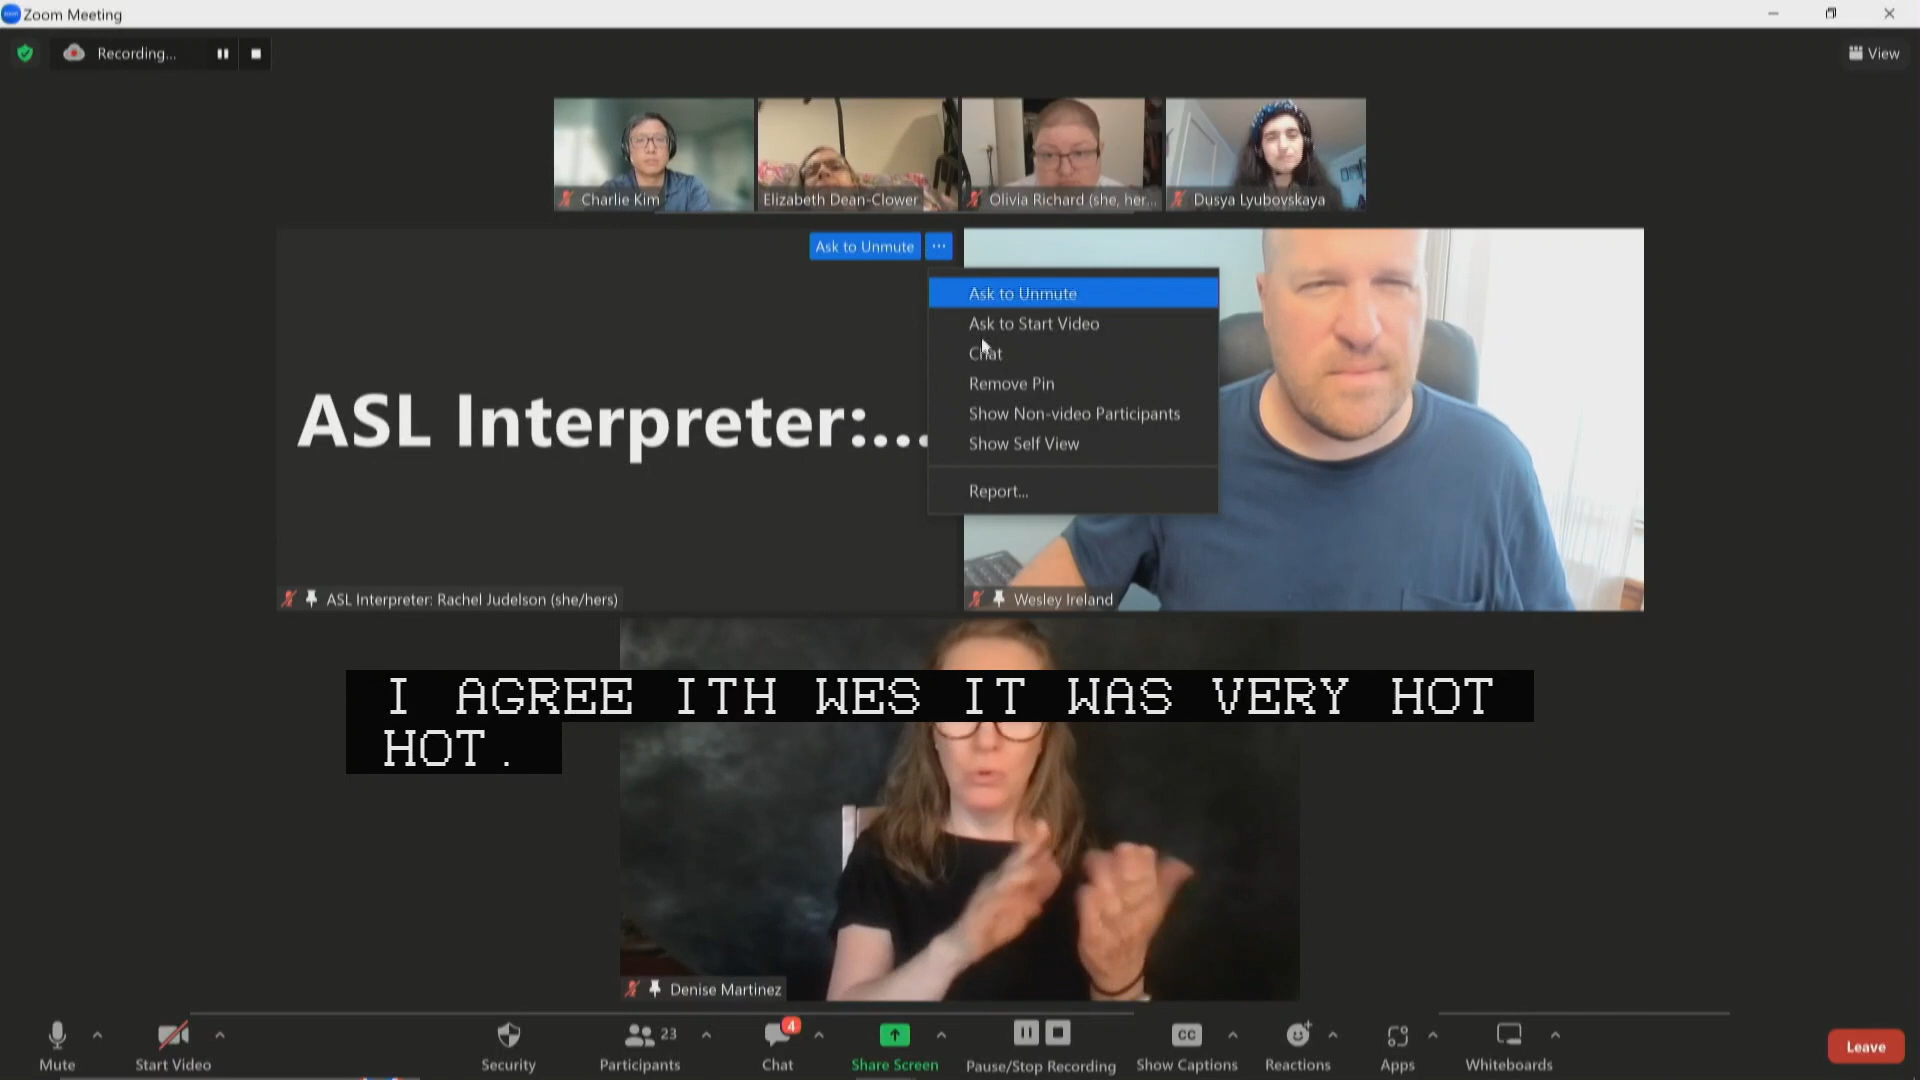 Zoom Meeting
Recording...
View
Charlie Kim
Elizabeth Dean-Clower
Olivia Richard (she, her...
Dusya Lyubovskaya
Ask to Unmute
...
Ask to Unmute
Ask to Start Video
Chat
Remove Pin
Show Non-video Participants
Show Self View
Report...
ASL Interpreter:...
ASL Interpreter: Rachel Judelson (she/hers)
Wesley Ireland
I AGREE ITH WES IT WAS VERY HOT
HOT.
Denise Martinez
Mute
Start Video
Security
23
Participants
4
Chat
Share Screen
Pause/Stop Recording
CC
Show Captions
Reactions
Apps
Whiteboards
Leave